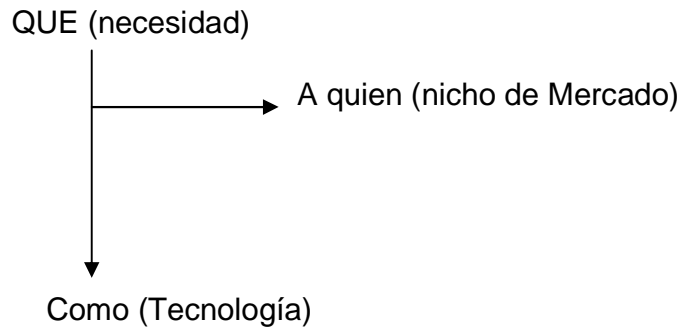 QUE (necesidad)
A quien (nicho de Mercado)
Como (Tecnología)